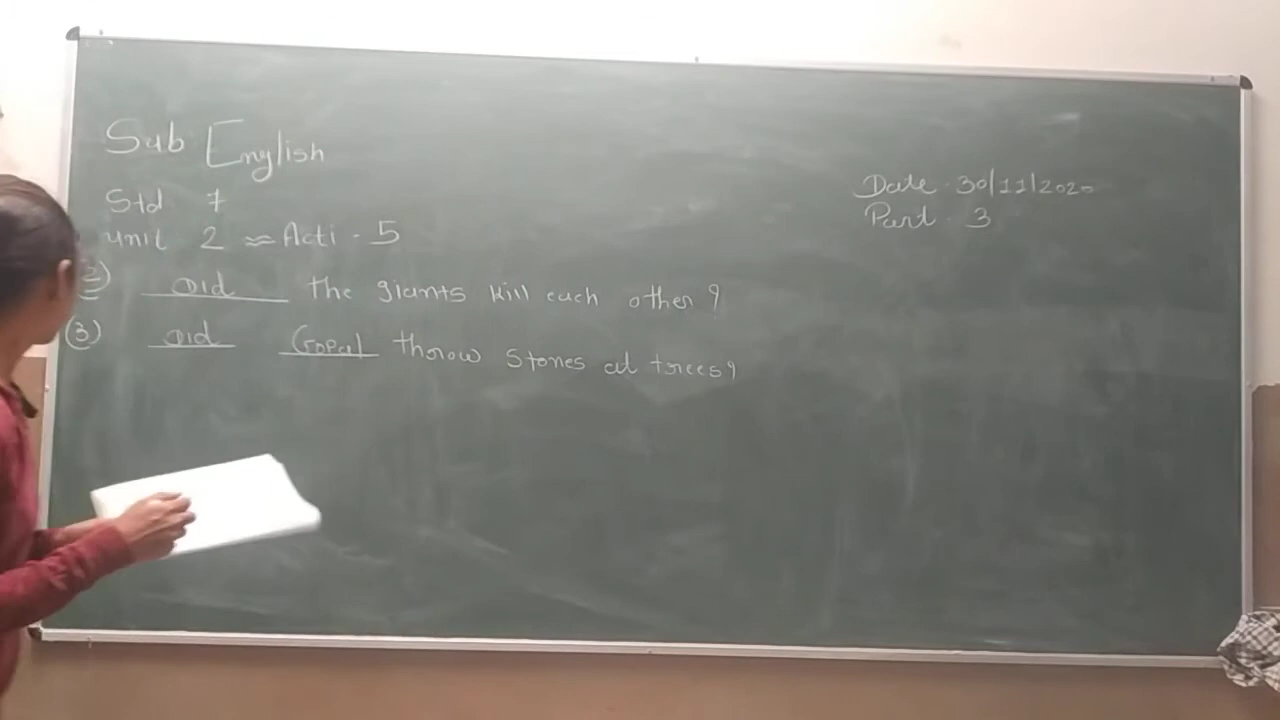 Sub English
Date . 30/11/2020
Std 7
Part . 3
unit 2 ≈ Acti - 5
2) Did the giants kill each other ?
(3) Did Gopal throw stones at trees?